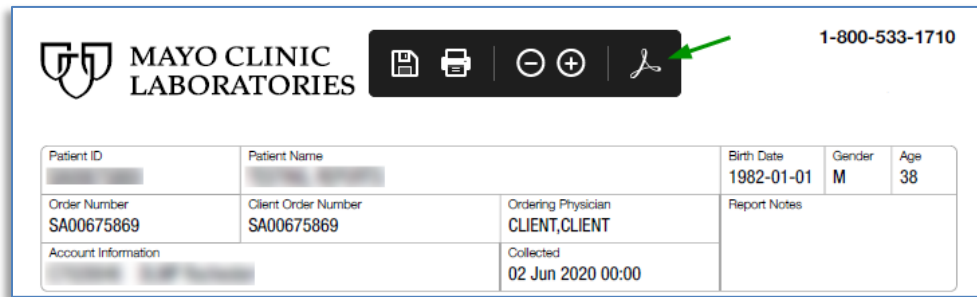 MAYO CLINIC
LABORATORIES
1-800-533-1710
Patient ID
Patient Name
Birth Date
1982-01-01
Gender
M
Age
38
Order Number
SA00675869
Client Order Number
SA00675869
Ordering Physician
CLIENT,CLIENT
Report Notes
Account Information
Collected
02 Jun 2020 00:00